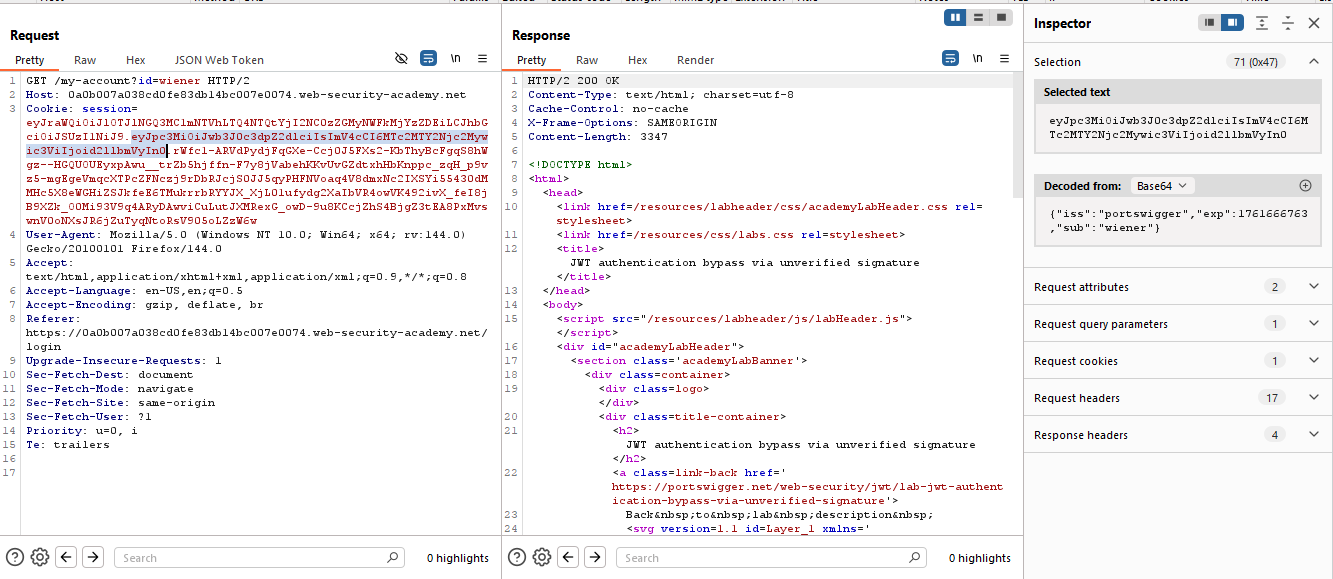 Request
Pretty Raw Hex JSON Web Token \n
1 GET /my-account?id=wiener HTTP/2
2 Host: 0a0b007a038cd0fe83db14bc007e0074.web-security-academy.net
3 Cookie: session=
eyJraWQiOiJlOTJlNGQ3MC1mNTVhLTQ4NTQtYjI2NC0zZGMyNWFkMjYzZDEiLCJhbG
ciOiJSUzI1NiJ9.eyJpc3MiOiJwb3J0c3dpZ2dlciIsImV4cCI6MTc2MTY2Njc2Myw
ic3ViIjoid2llbmVyIn0
4 User-Agent: Mozilla/5.0 (Windows NT 10.0; Win64; x64; rv:144.0)
Gecko/20100101 Firefox/144.0
5 Accept:
text/html,application/xhtml+xml,application/xml;q=0.9,*/*;q=0.8
6 Accept-Language: en-US,en;q=0.5
7 Accept-Encoding: gzip, deflate, br
8 Referer:
https://0a0b007a038cd0fe83db14bc007e0074.web-security-academy.net/
login
9 Upgrade-Insecure-Requests: 1
10 Sec-Fetch-Dest: document
11 Sec-Fetch-Mode: navigate
12 Sec-Fetch-Site: same-origin
13 Sec-Fetch-User: ?1
14 Priority: u=0, i
15 Te: trailers
16
17
Search
0 highlights
Response
Pretty Raw Hex Render \n
1 HTTP/2 200 OK
2 Content-Type: text/html; charset=utf-8
3 Cache-Control: no-cache
4 X-Frame-Options: SAMEORIGIN
5 Content-Length: 3347
6
7 <!DOCTYPE html>
8 <html>
9 <head>
10 <link href=/resources/labheader/css/academyLabHeader.css rel=
stylesheet>
11 <link href=/resources/css/labs.css rel=stylesheet>
12 <title>
JWT authentication bypass via unverified signature
</title>
13 </head>
14 <body>
15 <script src="/resources/labheader/js/labHeader.js">
</script>
16 <div id="academyLabHeader">
17 <section class='academyLabBanner'>
18 <div class=container>
19 <div class=logo>
</div>
20 <div class=title-container>
21 <h2>
JWT authentication bypass via unverified signature
</h2>
22 <a class=link-back href='
https://portswigger.net/web-security/jwt/lab-jwt-authent
ication-bypass-via-unverified-signature'>
23 Back&nbsp;to&nbsp;lab&nbsp;description&nbsp;
24 <svg version=1.1 id=Layer_1 xmlns='
Search
0 highlights
Inspector
Selection 71 (0x47)
Selected text
eyJpc3MiOiJwb3J0c3dpZ2dlciIsImV4cCI6M
Tc2MTY2Njc2Mywic3ViIjoid2llbmVyIn0
Decoded from: Base64
{"iss":"portswigger","exp":1761666763
,"sub":"wiener"}
Request attributes 2
Request query parameters 1
Request cookies 1
Request headers 17
Response headers 4